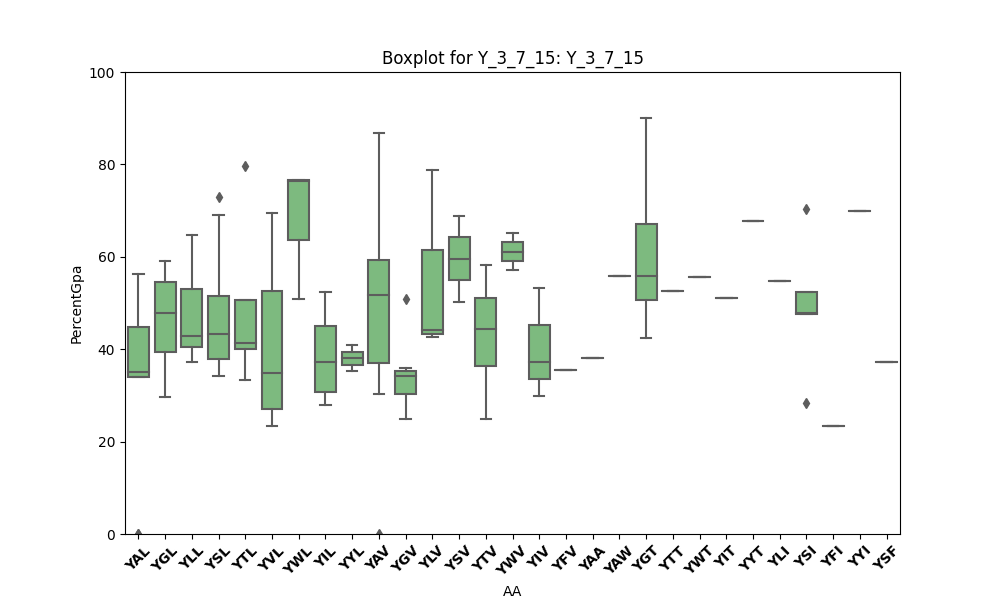 Boxplot for Y_3_7_15: Y_3_7_15
100
80
60
40
20
0
PercentGpa
YAL YGL YLL YSL YTL YVL YWL YIL YYL YAV YGV YLV YSV YTV YWV YIV YFV YAA YAW YGT YTT YWT YIT YYT YLI YSI YFI YYI YSF
AA